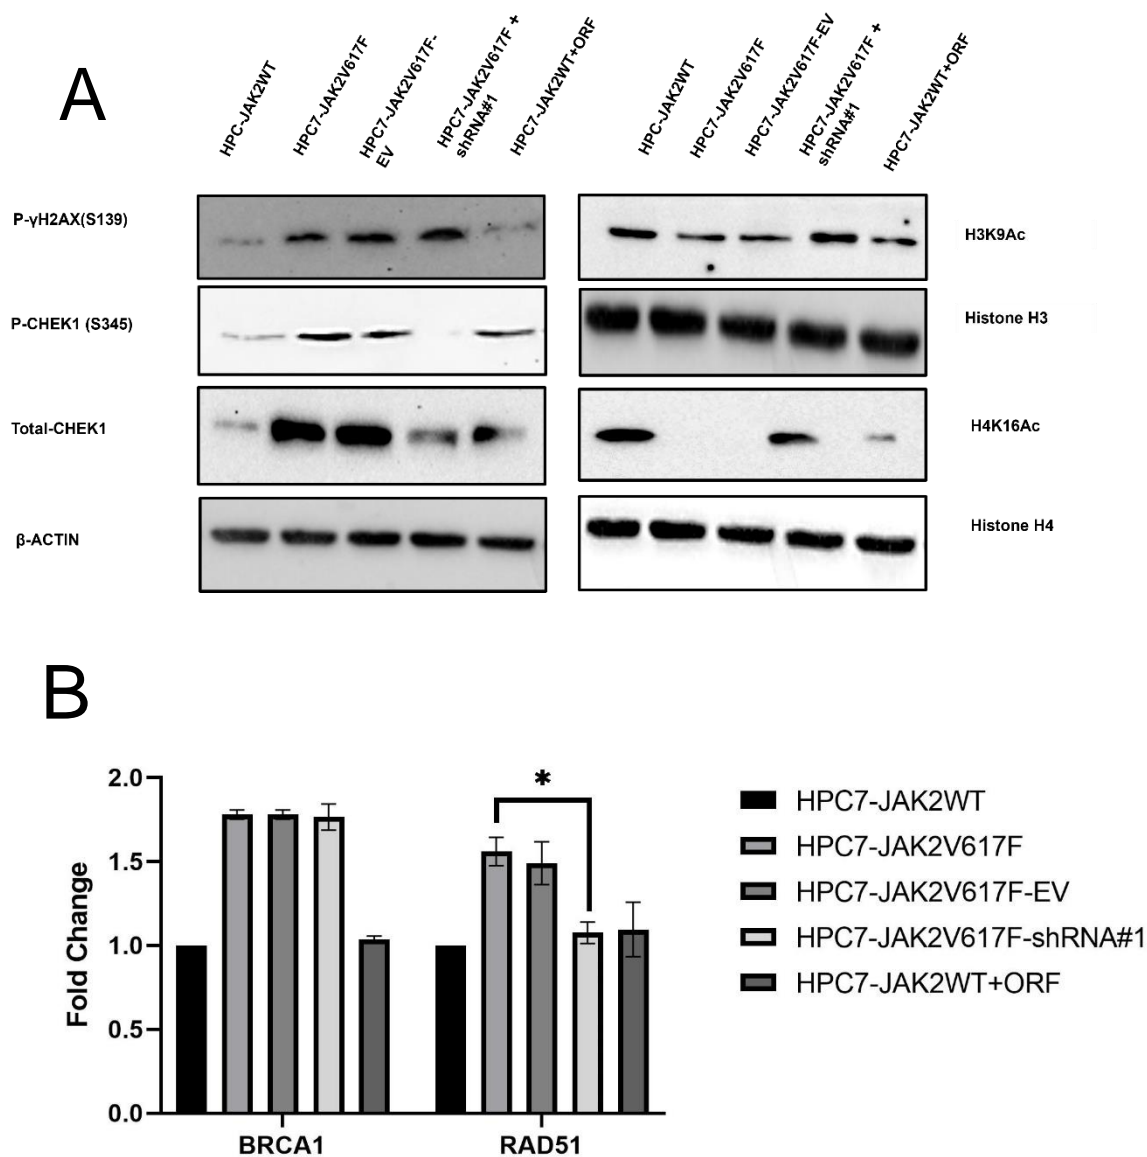 A
HPC-JAK2WT
HPC7-JAK2V617F
HPC7-JAK2V617F-
EV
HPC7-JAK2V617F +
shRNA#1
HPC7-JAK2WT+ORF
HPC-JAK2WT
HPC7-JAK2V617F
HPC7-JAK2V617F-EV
HPC7-JAK2V617F +
shRNA#1
HPC7-JAK2WT+ORF
P-γH2AX(S139)
P-CHEK1 (S345)
Total-CHEK1
β-ACTIN
H3K9Ac
Histone H3
H4K16Ac
Histone H4
B
Fold Change
2.0
1.5
1.0
0.5
0.0
*
BRCA1
RAD51
HPC7-JAK2WT
HPC7-JAK2V617F
HPC7-JAK2V617F-EV
HPC7-JAK2V617F-shRNA#1
HPC7-JAK2WT+ORF